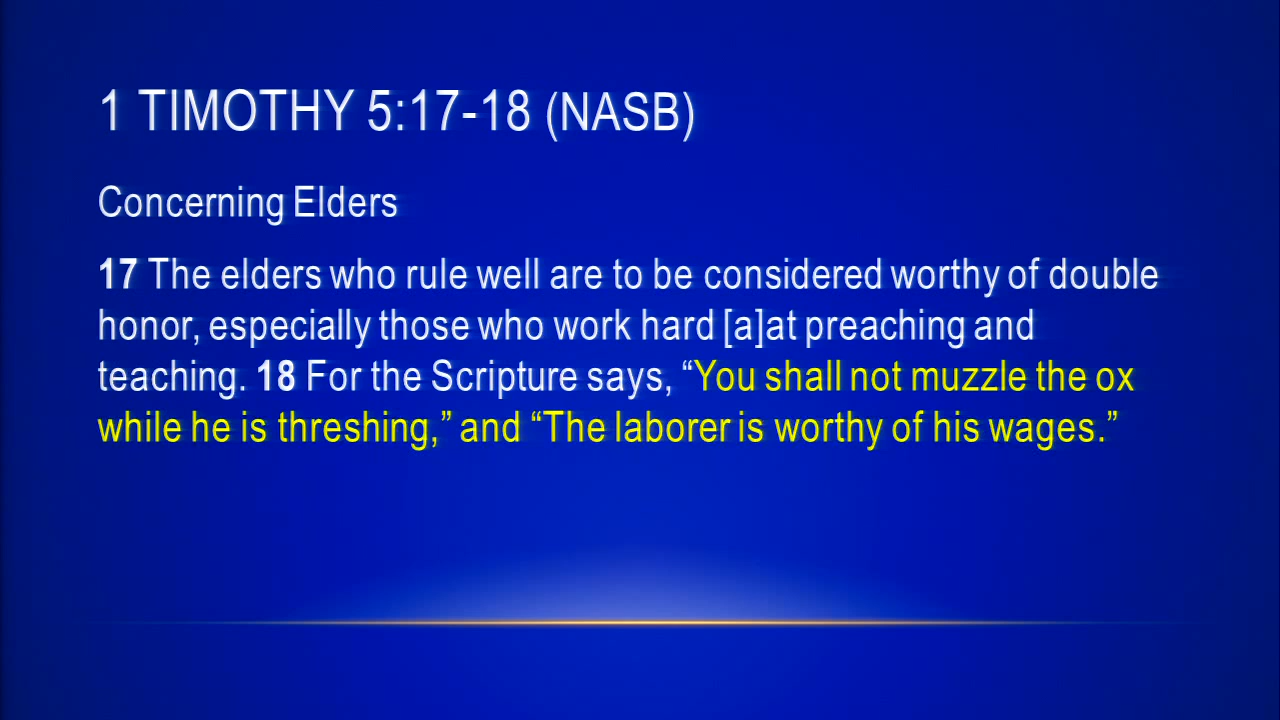 1 TIMOTHY 5:17-18 (NASB)
Concerning Elders
17 The elders who rule well are to be considered worthy of double
honor, especially those who work hard [a]at preaching and
teaching. 18 For the Scripture says, “You shall not muzzle the ox
while he is threshing,” and “The laborer is worthy of his wages.”